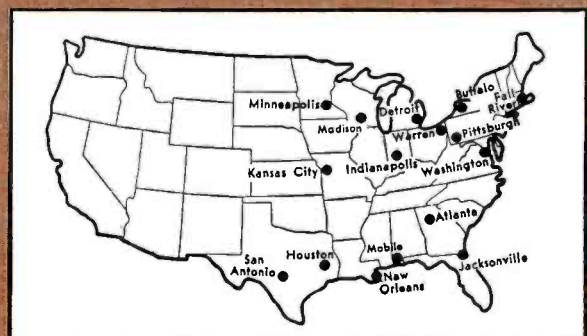 Buffalo
Fall
River
Minneapolis
Detroit
Madison
Warren
Pittsburgh
Kansas City
Indianapolis
Washington
Atlanta
San
Antonio
Houston
Mobile
New
Orleans
Jacksonville